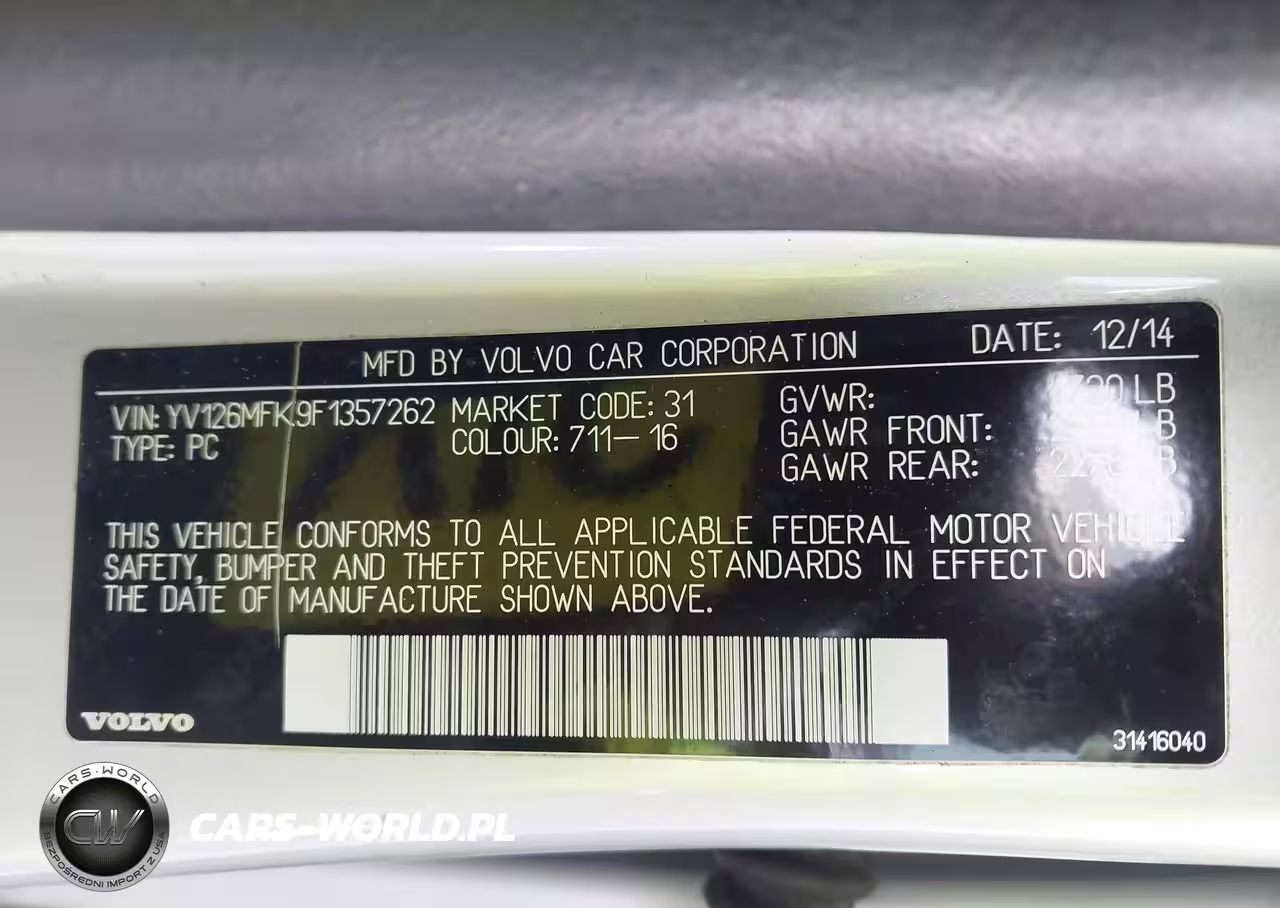 MFD BY VOLVO CAR CORPORATION DATE: 12/14
VIN: YV126MFK9F1357262 MARKET CODE: 31 GVWR: LB
TYPE: PC COLOUR: 711-16 GAWR FRONT:
GAWR REAR:
THIS VEHICLE CONFORMS TO ALL APPLICABLE FEDERAL MOTOR VEHICLE
SAFETY, BUMPER AND THEFT PREVENTION STANDARDS IN EFFECT ON
THE DATE OF MANUFACTURE SHOWN ABOVE.
VOLVO
31416040
CARS-WORLD
CW
BEZPOŚREDNI IMPORT Z USA
CARS-WORLD.PL